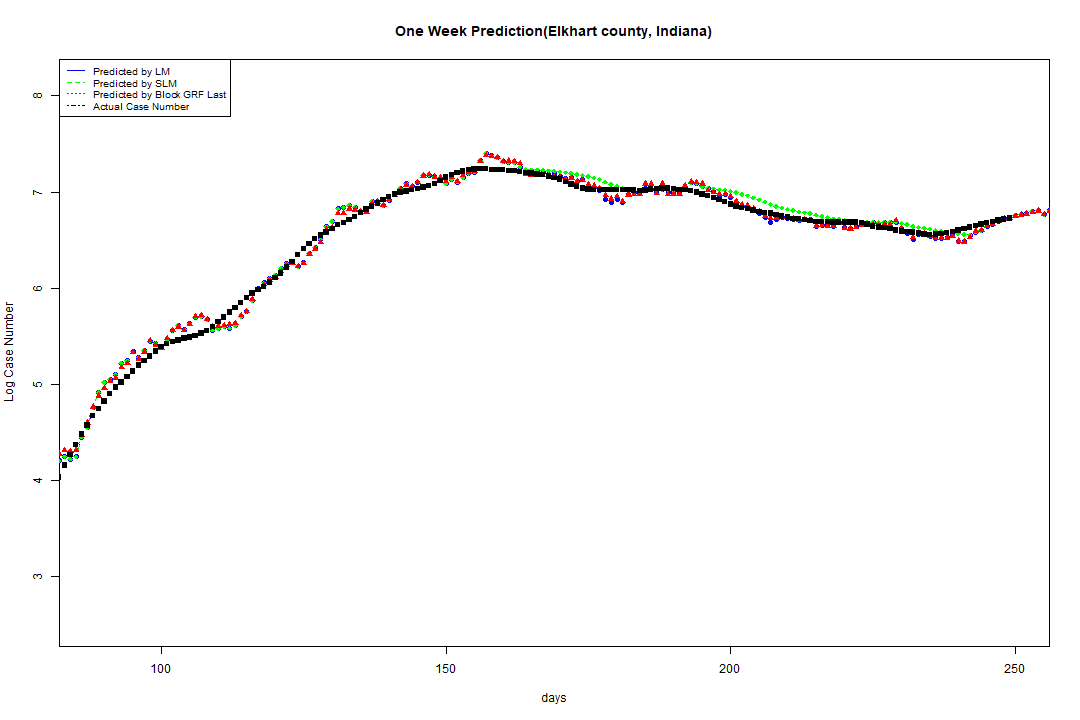 One Week Prediction(Elkhart county, Indiana)
Predicted by LM
Predicted by SLM
Predicted by Block GRF Last
Actual Case Number
8
7
6
5
4
3
Log Case Number
100 150 200 250
days